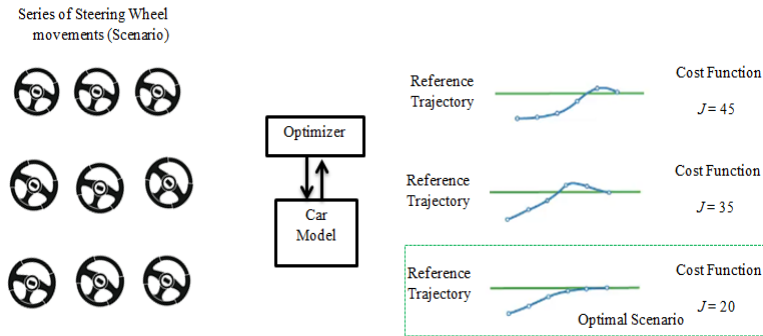 Series of Steering Wheel
movements (Scenario)
Optimizer
Car
Model
Reference
Trajectory
Cost Function
J = 45
Reference
Trajectory
Cost Function
J = 35
Reference
Trajectory
Cost Function
J = 20
Optimal Scenario